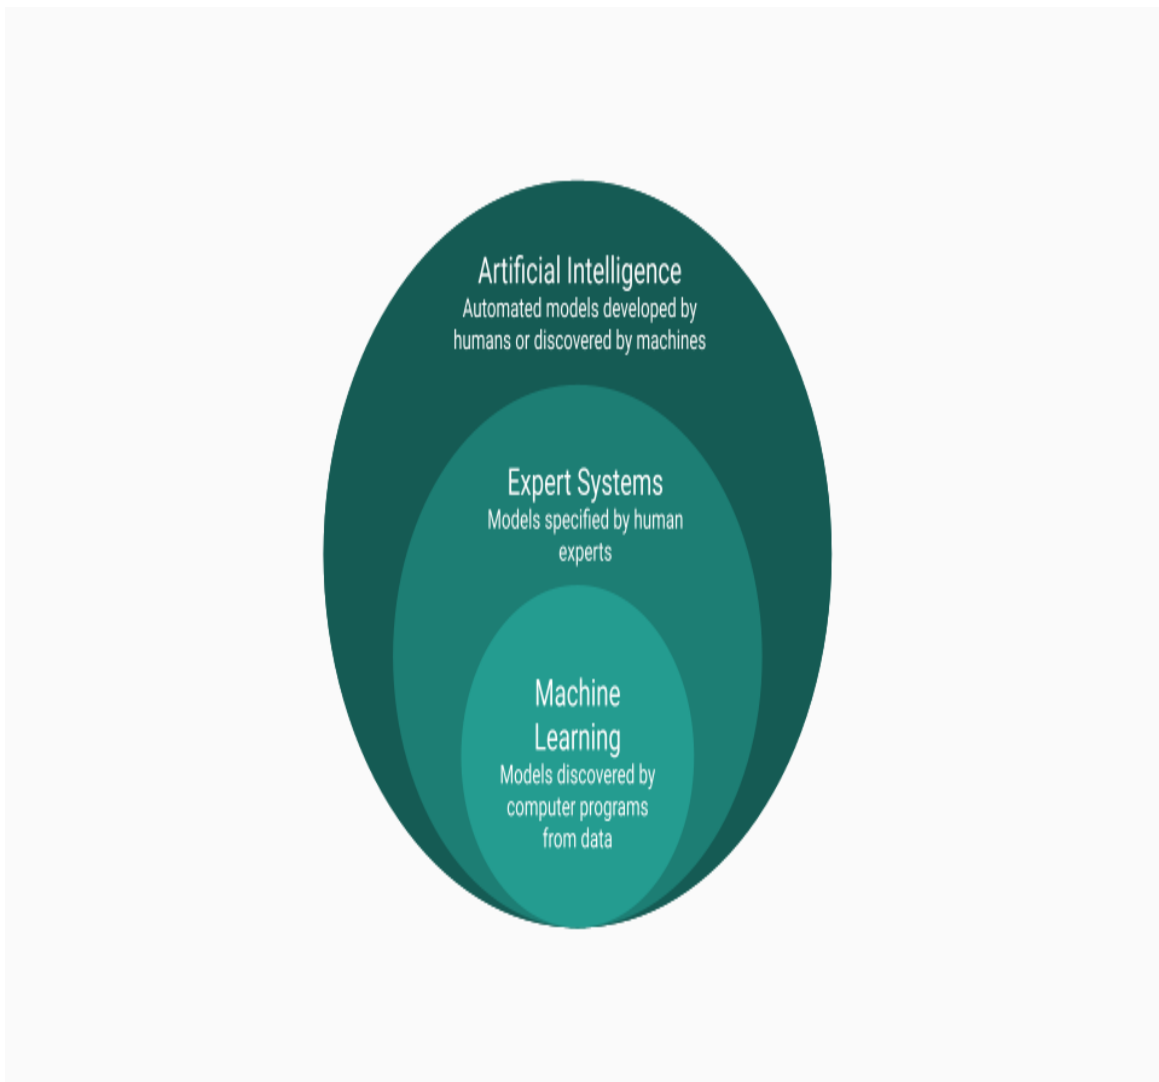 Artificial Intelligence
Automated models developed by
humans or discovered by machines
Expert Systems
Models specified by human
experts
Machine
Learning
Models discovered by
computer programs
from data